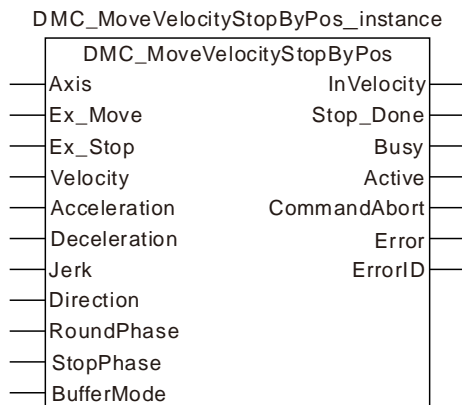 DMC_MoveVelocityStopByPos_instance
DMC_MoveVelocityStopByPos
Axis InVelocity
Ex_Move Stop_Done
Ex_Stop Busy
Velocity Active
Acceleration CommandAbort
Deceleration Error
Jerk ErrorID
Direction
RoundPhase
StopPhase
BufferMode